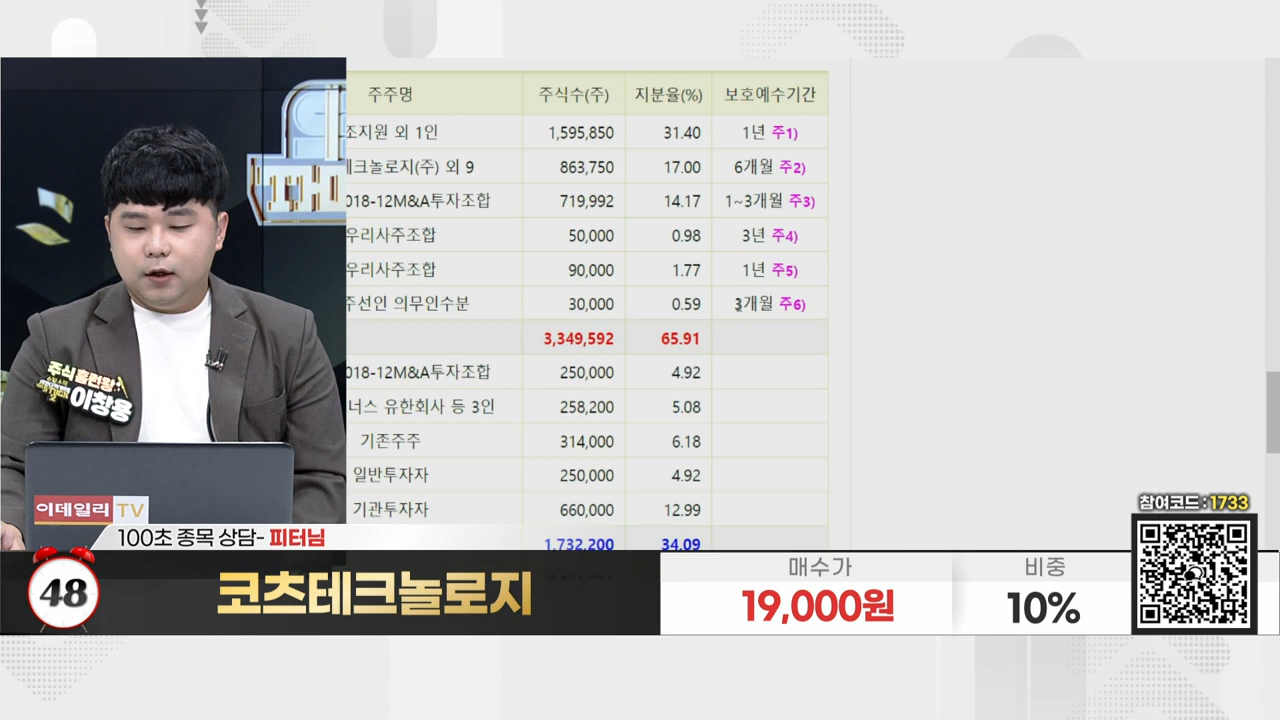 주주명 주식수(주) 지분율(%) 보호예수기간
조지원 외 1인 1,595,850 31.40 1년 주1)
테크놀로지(주) 외 9 863,750 17.00 6개월 주2)
018-12M&A투자조합 719,992 14.17 1~3개월 주3)
우리사주조합 50,000 0.98 3년 주4)
우리사주조합 90,000 1.77 1년 주5)
주선인 의무인수분 30,000 0.59 3개월 주6)
3,349,592 65.91
018-12M&A투자조합 250,000 4.92
너스 유한회사 등 3인 258,200 5.08
기존주주 314,000 6.18
일반투자자 250,000 4.92
기관투자자 660,000 12.99
1,732,200 34.09
주식홈런왕
이창용
이데일리 TV
참여코드 : 1733
100초 종목 상담- 피터님
48
코츠테크놀로지
매수가
19,000원
비중
10%